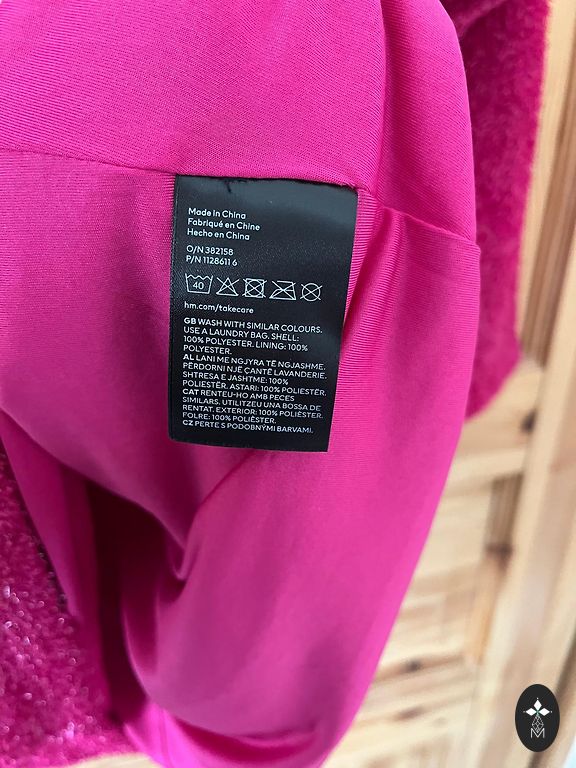 Made in China
Fabriqué en Chine
Hecho en China
O/N 382158
P/N 1128611 6
40
hm.com/takecare
GB WASH WITH SIMILAR COLOURS.
USE A LAUNDRY BAG. SHELL:
100% POLYESTER. LINING: 100%
POLYESTER.
AL LANI ME NGJYRA TË NGJASHME.
PËRDORNI NJË ÇANTË LAVANDERIE.
SHTRESA E JASHTME: 100%
POLIESTËR. ASTARI: 100% POLIESTËR.
CAT RENTEU-HO AMB PECES
SIMILARS. UTILITZEU UNA BOSSA DE
RENTAT. EXTERIOR: 100% POLIÈSTER.
FOLRE: 100% POLIÈSTER.
CZ PERTE S PODOBNÝMI BARVAMI.
M